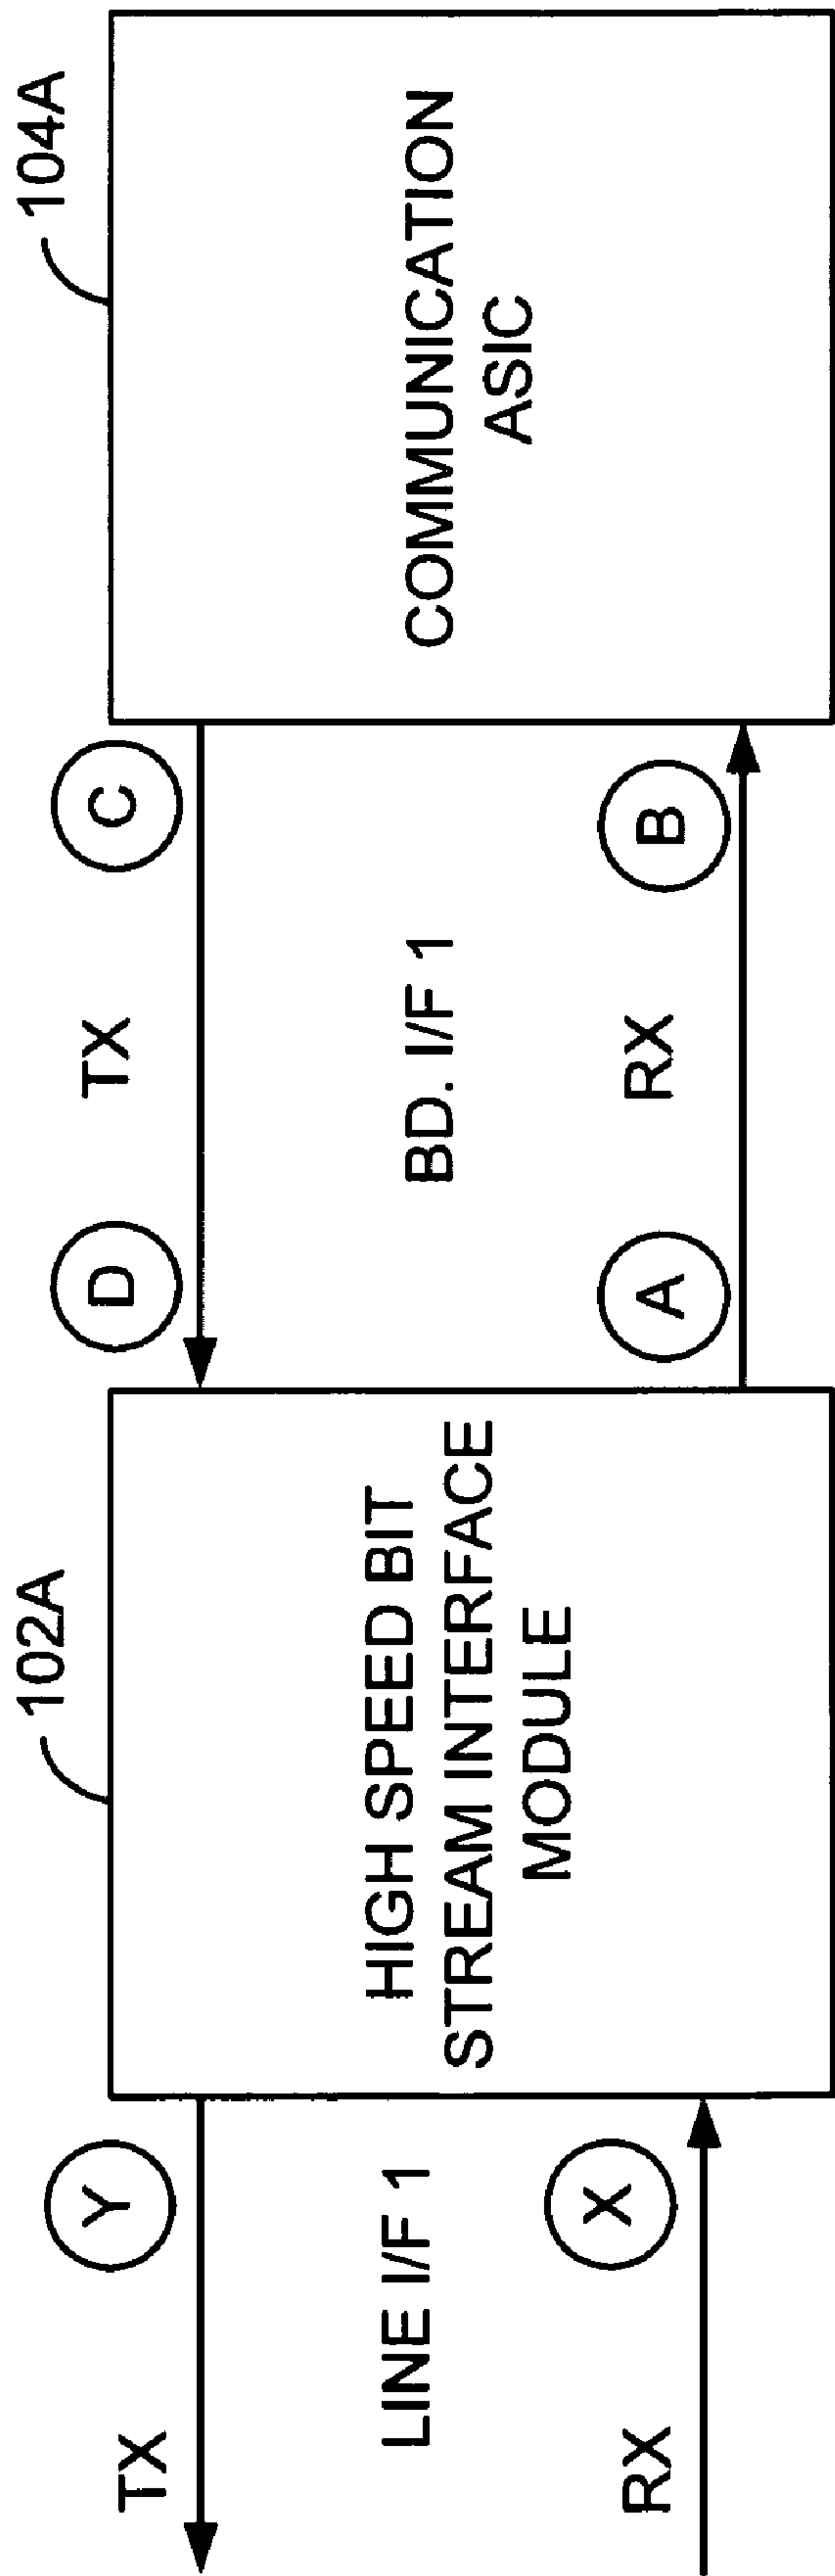 102A
104A
TX
Y
D
TX
C
LINE I/F 1
HIGH SPEED BIT
STREAM INTERFACE
MODULE
BD. I/F 1
COMMUNICATION
ASIC
RX
X
A
RX
B